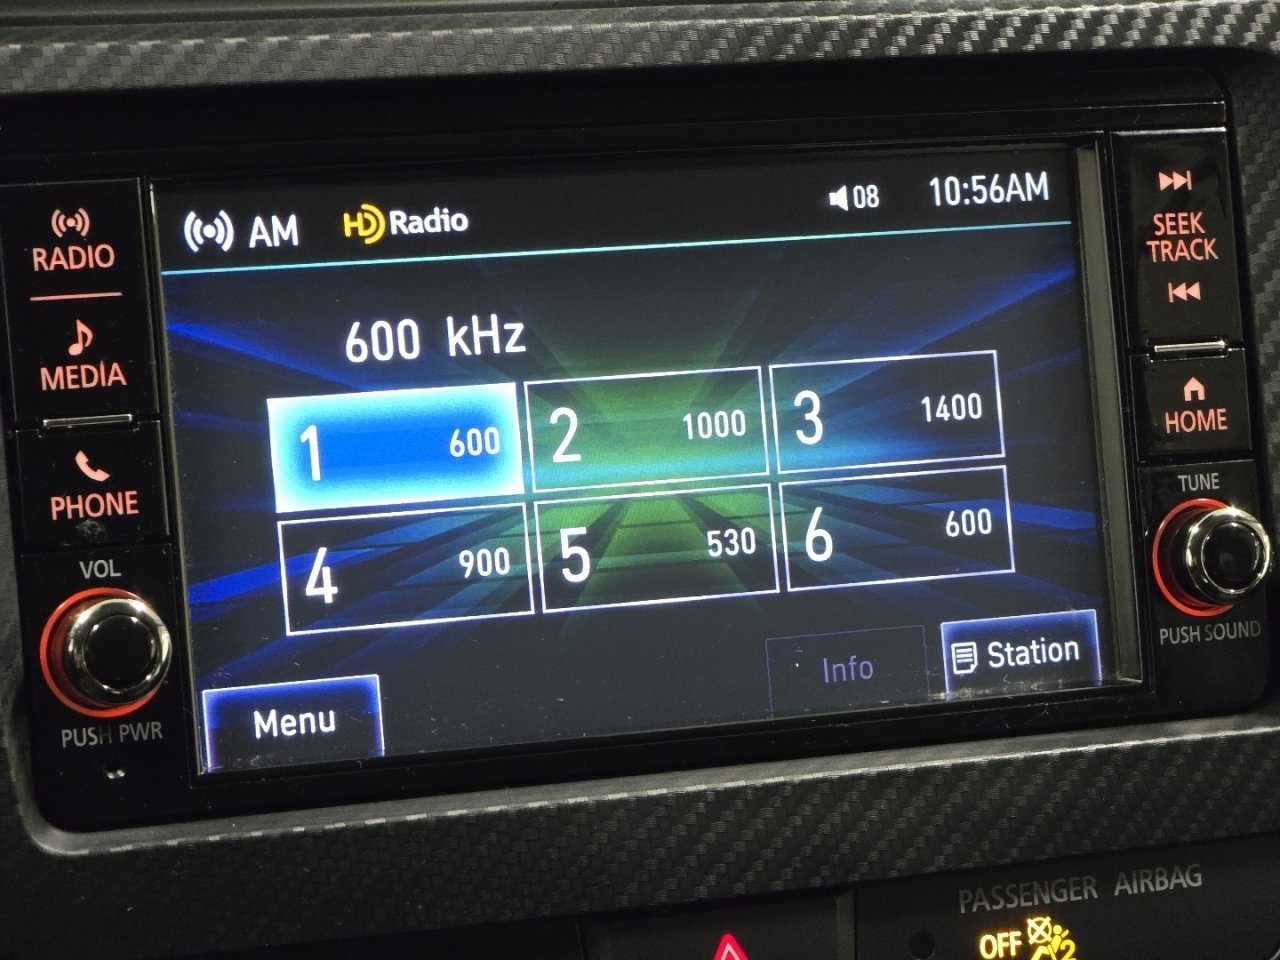 RADIO
MEDIA
PHONE
VOL
PUSH PWR
AM HD Radio 08 10:56AM
600 kHz
1 600
2 1000
3 1400
4 900
5 530
6 600
Menu
Info
Station
SEEK
TRACK
HOME
TUNE
PUSH SOUND
PASSENGER AIRBAG
OFF 2